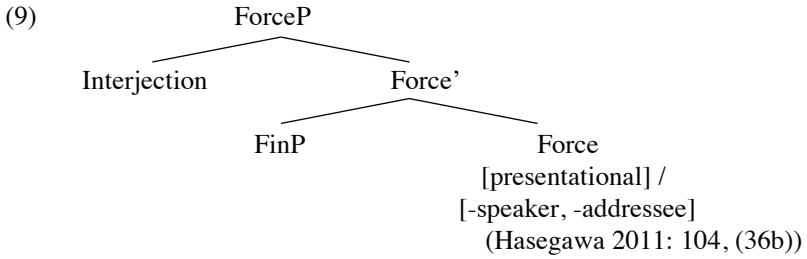 (9) ForceP
Interjection Force’
FinP Force
[presentational] /
[-speaker, -addressee]
(Hasegawa 2011: 104, (36b))